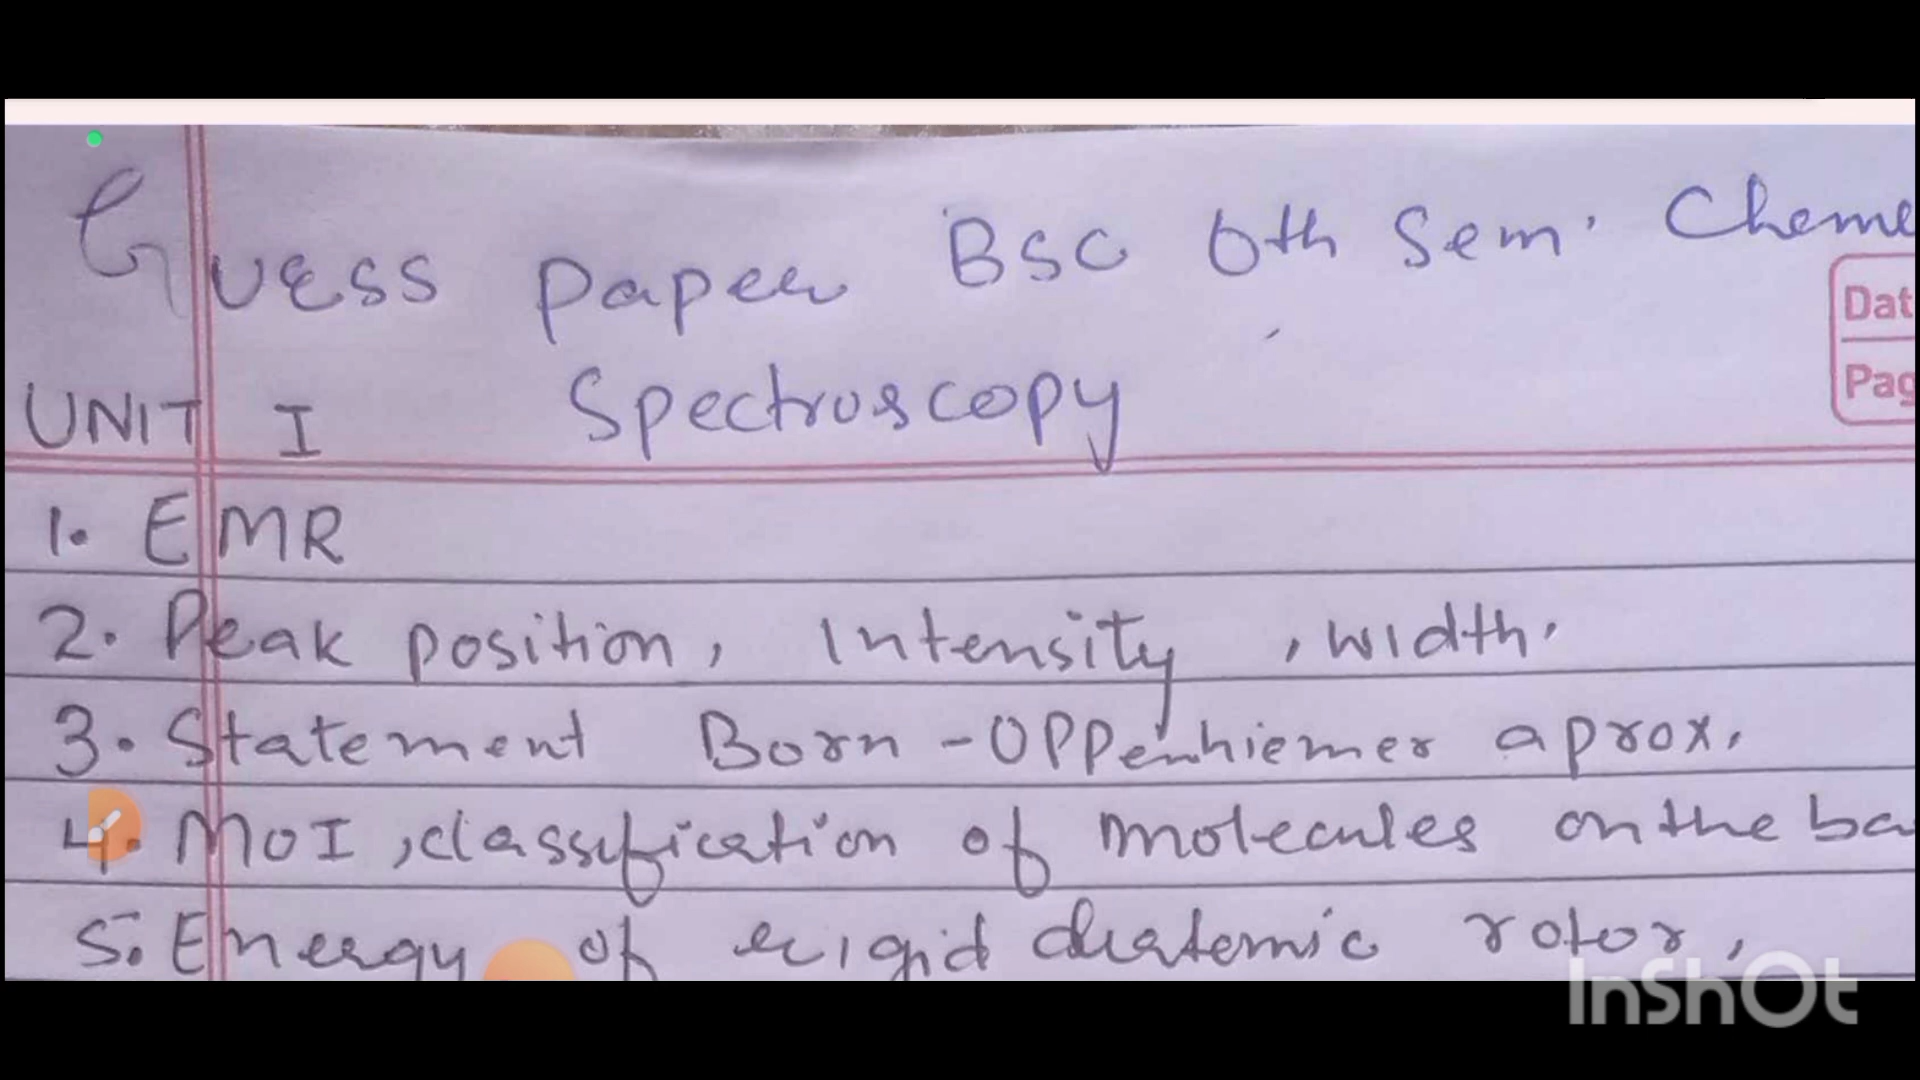 Guess Paper BSC 6th Sem. Cheme
Dat
Pag
UNIT I Spectroscopy
1. EMR
2. Peak position, Intensity, width.
3. Statement Born-Oppenhiemer aprox.
4. MOI, classification of molecules on the ba
5. Energy of rigid diatomic rotor,
InShOt